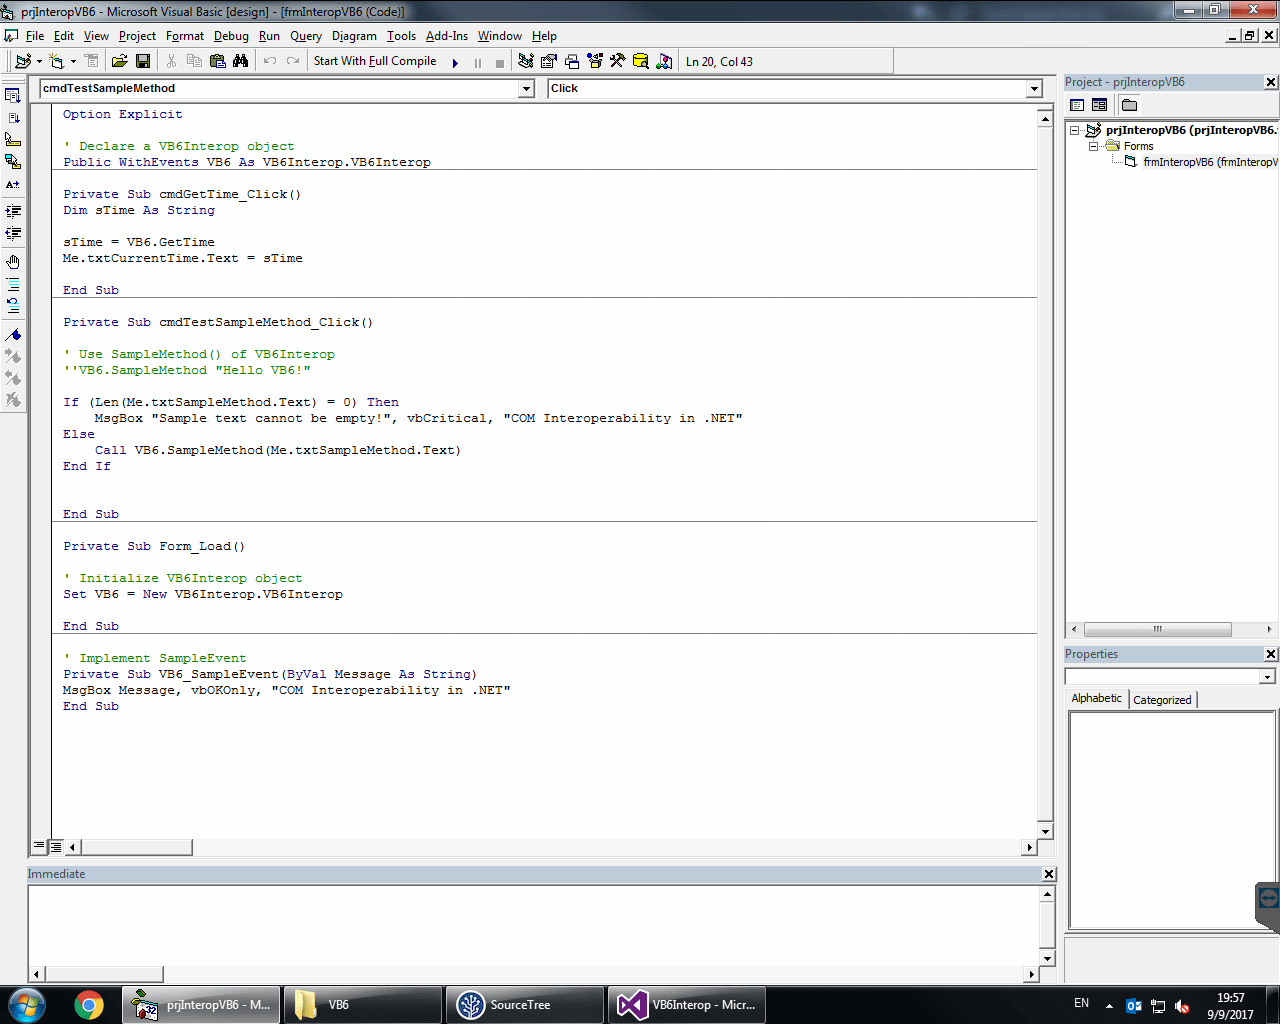 prjInteropVB6 - Microsoft Visual Basic [design] - [frmInteropVB6 (Code)]
File Edit View Project Format Debug Run Query Diagram Tools Add-Ins Window Help
Start With Full Compile Ln 20, Col 43
cmdTestSampleMethod Click
Option Explicit
' Declare a VB6Interop object
Public WithEvents VB6 As VB6Interop.VB6Interop
Private Sub cmdGetTime_Click()
Dim sTime As String
sTime = VB6.GetTime
Me.txtCurrentTime.Text = sTime
End Sub
Private Sub cmdTestSampleMethod_Click()
' Use SampleMethod() of VB6Interop
''VB6.SampleMethod "Hello VB6!"
If (Len(Me.txtSampleMethod.Text) = 0) Then
MsgBox "Sample text cannot be empty!", vbCritical, "COM Interoperability in .NET"
Else
Call VB6.SampleMethod(Me.txtSampleMethod.Text)
End If
End Sub
Private Sub Form_Load()
' Initialize VB6Interop object
Set VB6 = New VB6Interop.VB6Interop
End Sub
' Implement SampleEvent
Private Sub VB6_SampleEvent(ByVal Message As String)
MsgBox Message, vbOKOnly, "COM Interoperability in .NET"
End Sub
Immediate
Project - prjInteropVB6
prjInteropVB6 (prjInteropVB6.
Forms
frmInteropVB6 (frmInteropV
Properties
Alphabetic Categorized
prjInteropVB6 - M... VB6 SourceTree VB6Interop - Micr... EN 19:57
9/9/2017